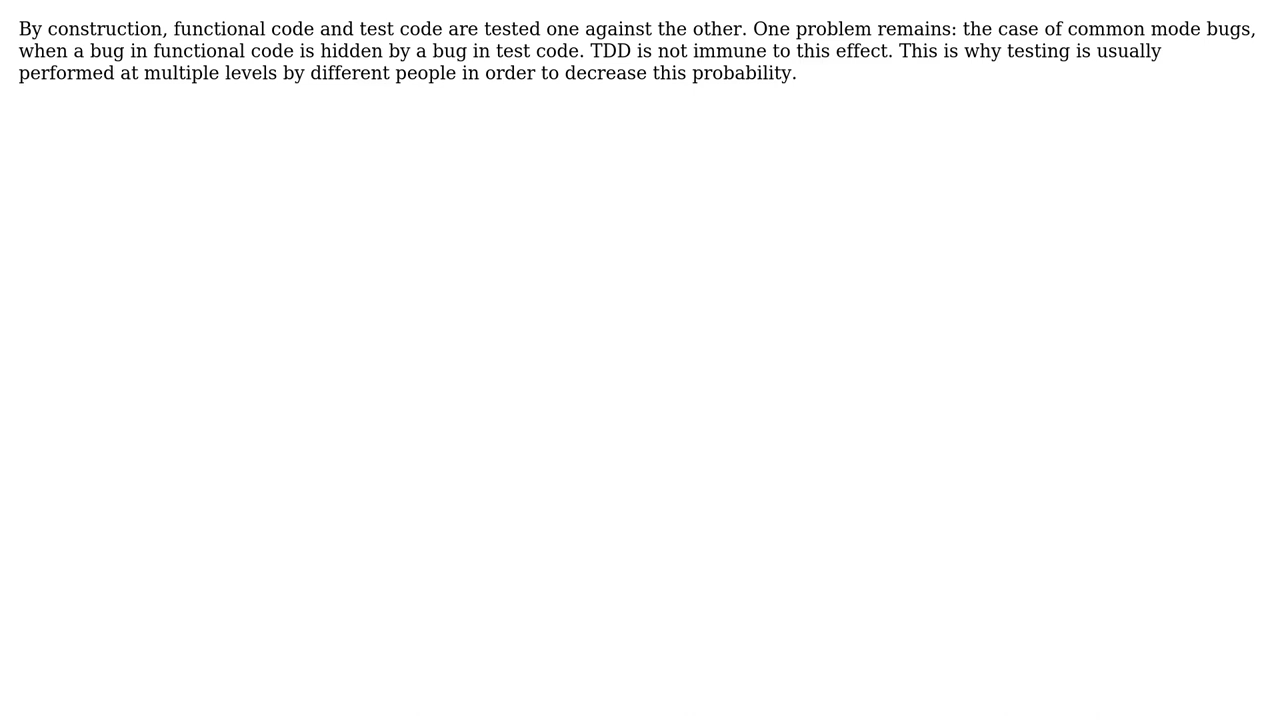 By construction, functional code and test code are tested one against the other. One problem remains: the case of common mode bugs,
when a bug in functional code is hidden by a bug in test code. TDD is not immune to this effect. This is why testing is usually
performed at multiple levels by different people in order to decrease this probability.